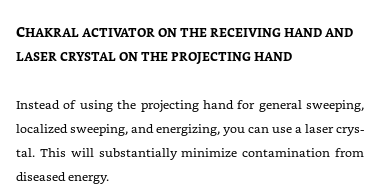 Chakral activator on the receiving hand and
laser crystal on the projecting hand
Instead of using the projecting hand for general sweeping,
localized sweeping, and energizing, you can use a laser crys-
tal. This will substantially minimize contamination from
diseased energy.